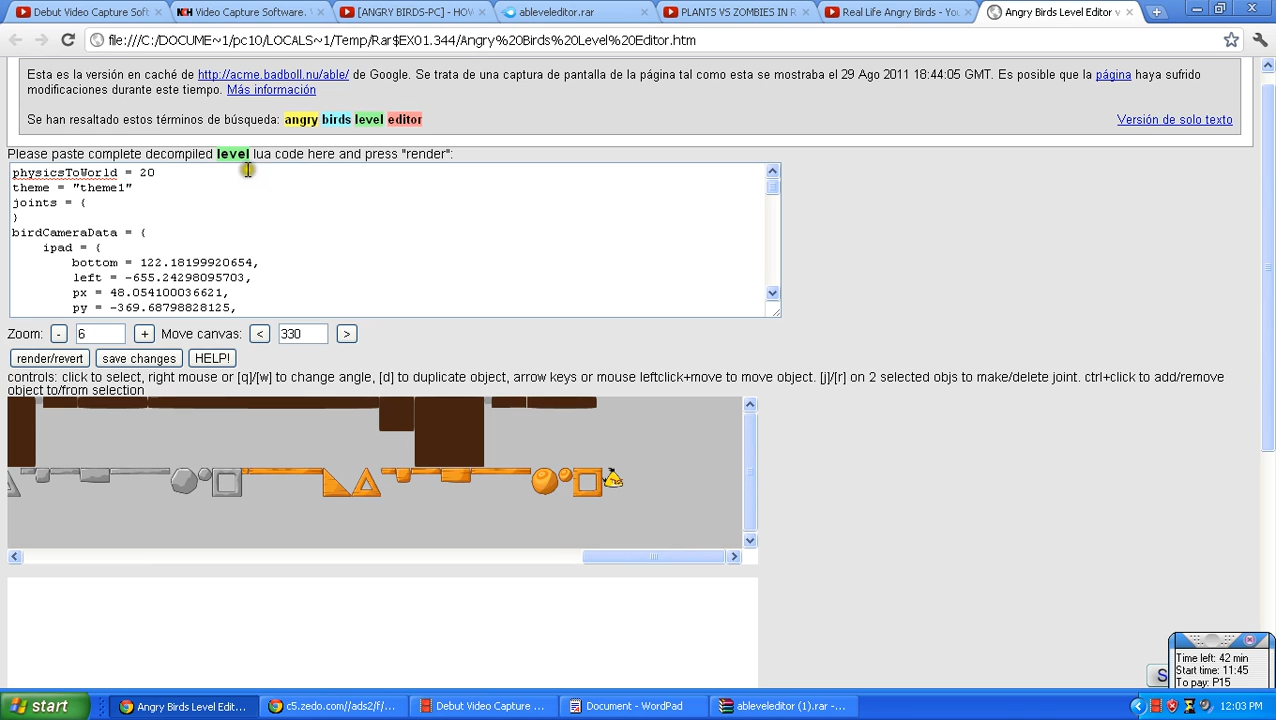 Debut Video Capture Soft
NCH Video Capture Software.
[ANGRY BIRDS-PC] - HOV
ableveleditor.rar
PLANTS VS ZOMBIES IN R
Real Life Angry Birds - You
Angry Birds Level Editor v
file:///C:/DOCUME~1/pc10/LOCALS~1/Temp/Rar$EX01.344/Angry%20Birds%20Level%20Editor.htm
Esta es la versión en caché de http://acme.badboll.nu/able/ de Google. Se trata de una captura de pantalla de la página tal como esta se mostraba el 29 Ago 2011 18:44:05 GMT. Es posible que la página haya sufrido
modificaciones durante este tiempo. Más información
Se han resaltado estos términos de búsqueda: angry birds level editor
Versión de solo texto
Please paste complete decompiled level lua code here and press "render":
physicsToWorld = 20
theme = "theme1"
joints = {
}
birdCameraData = {
ipad = {
bottom = 122.18199920654,
left = -655.24298095703,
px = 48.054100036621,
py = -369.68798828125,
Zoom: - 6 + Move canvas: < 330 >
render/revert save changes HELP!
controls: click to select, right mouse or [q]/[w] to change angle, [d] to duplicate object, arrow keys or mouse leftclick+move to move object. [j]/[r] on 2 selected objs to make/delete joint. ctrl+click to add/remove
object to/from selection
Time left: 42 min
Start time: 11:45
To pay: P15
S
start
Angry Birds Level Edit...
c5.zedo.com//ads2/f/...
Debut Video Capture ...
Document - WordPad
ableveleditor (1).rar -...
12:03 PM